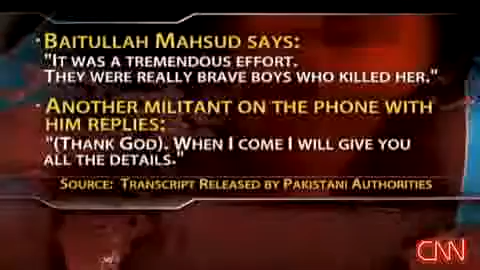 · BAITULLAH MAHSUD SAYS:
"IT WAS A TREMENDOUS EFFORT.
THEY WERE REALLY BRAVE BOYS WHO KILLED HER."
· ANOTHER MILITANT ON THE PHONE WITH
HIM REPLIES:
"(THANK GOD). WHEN I COME I WILL GIVE YOU
ALL THE DETAILS."
SOURCE: TRANSCRIPT RELEASED BY PAKISTANI AUTHORITIES
CNN